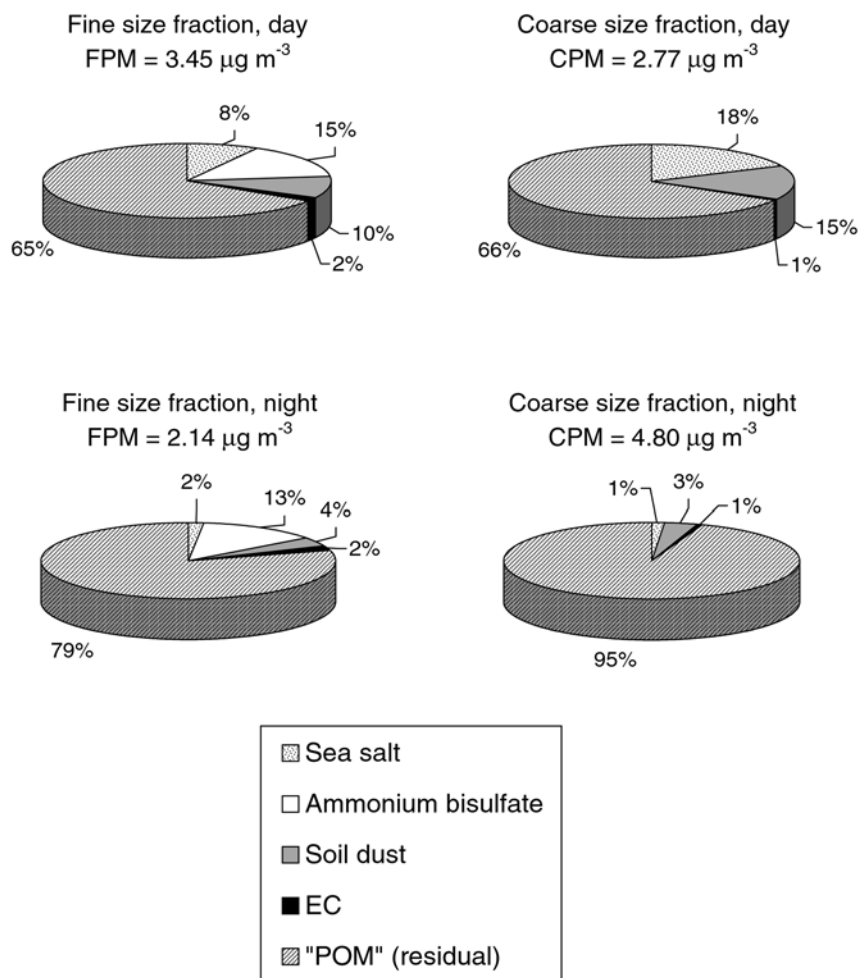 Fine size fraction, day
FPM = 3.45 μg m⁻³
8%
15%
10%
2%
65%
Coarse size fraction, day
CPM = 2.77 μg m⁻³
18%
15%
1%
66%
Fine size fraction, night
FPM = 2.14 μg m⁻³
2%
13%
4%
2%
79%
Coarse size fraction, night
CPM = 4.80 μg m⁻³
1%
3%
1%
95%
Sea salt
Ammonium bisulfate
Soil dust
EC
"POM" (residual)